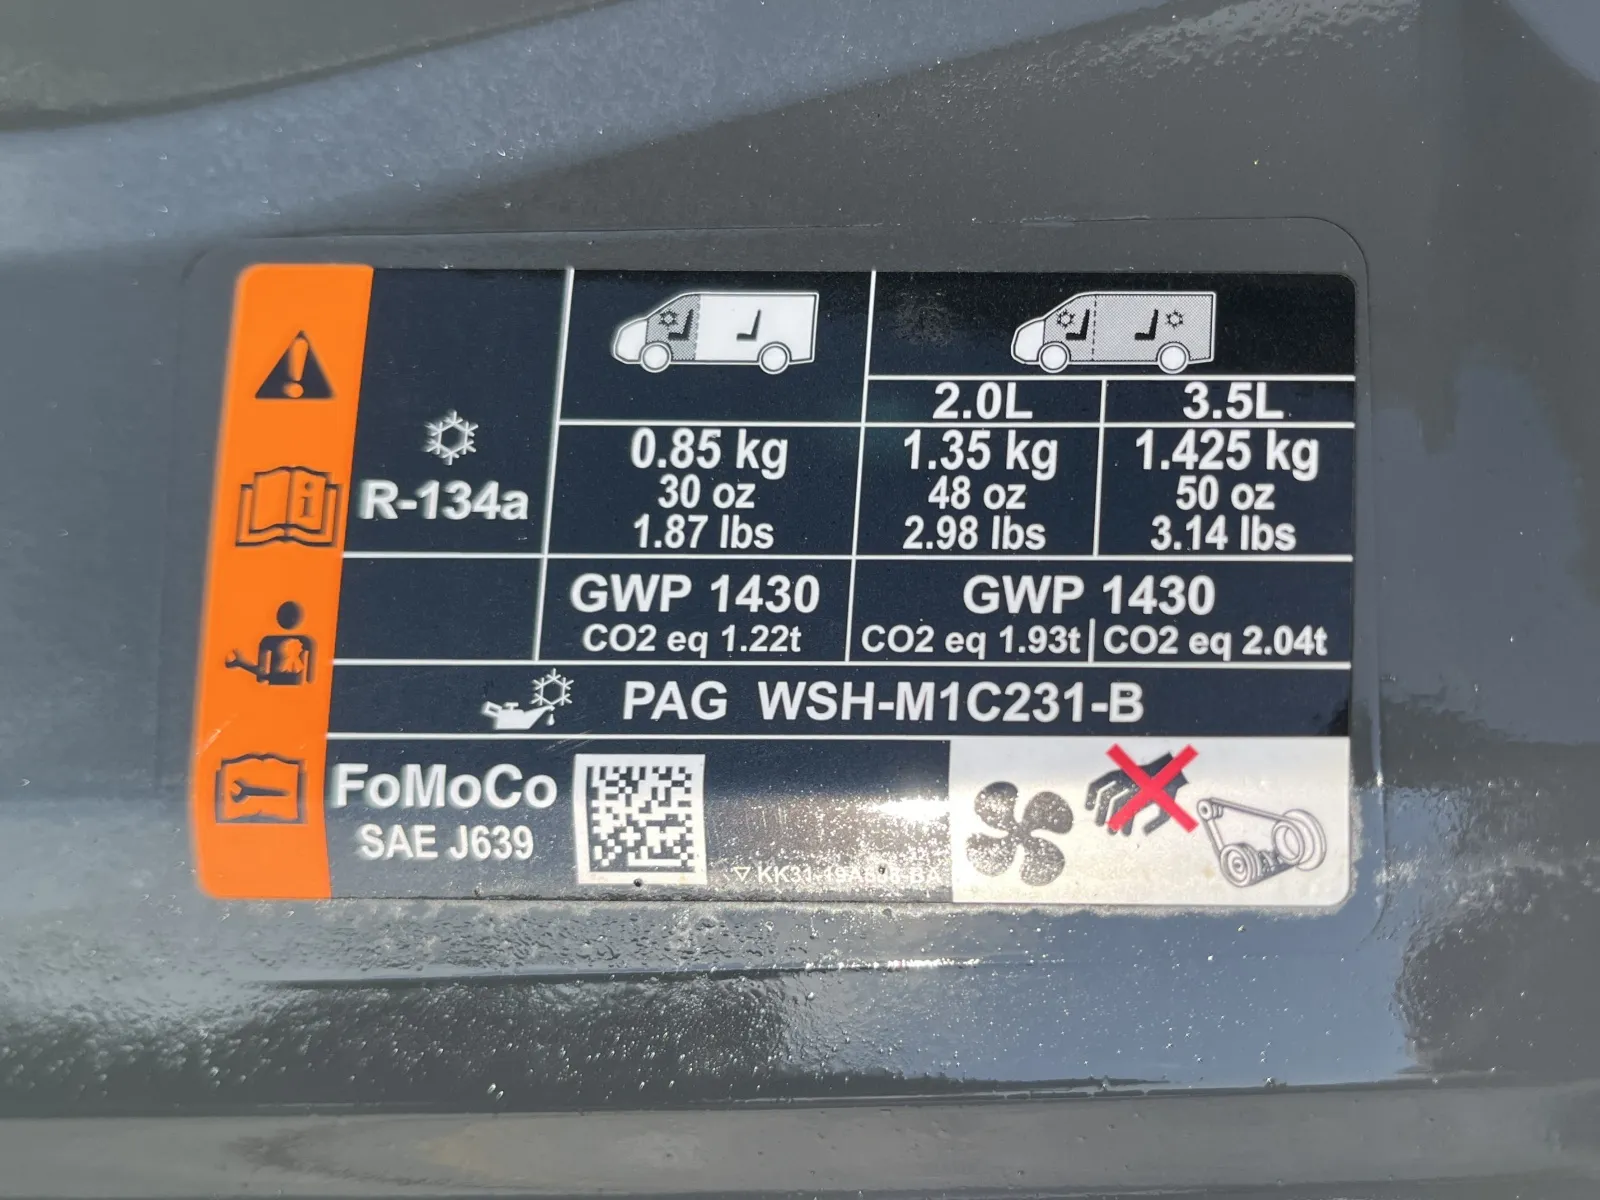 2.0L 3.5L
R-134a
0.85 kg 1.35 kg 1.425 kg
30 oz 48 oz 50 oz
1.87 lbs 2.98 lbs 3.14 lbs
GWP 1430 GWP 1430
CO2 eq 1.22t CO2 eq 1.93t CO2 eq 2.04t
PAG WSH-M1C231-B
FoMoCo
SAE J639